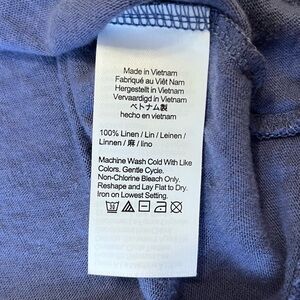 Made in Vietnam
Fabriqué au Viêt Nam
Hergestellt in Vietnam
Vervaardigd in Vietnam
ベトナム製
hecho en vietnam
100% Linen / Lin / Leinen /
Linnen / 麻 / lino
Machine Wash Cold With Like
Colors. Gentle Cycle.
Non-Chlorine Bleach Only.
Reshape and Lay Flat to Dry.
Iron on Lowest Setting.